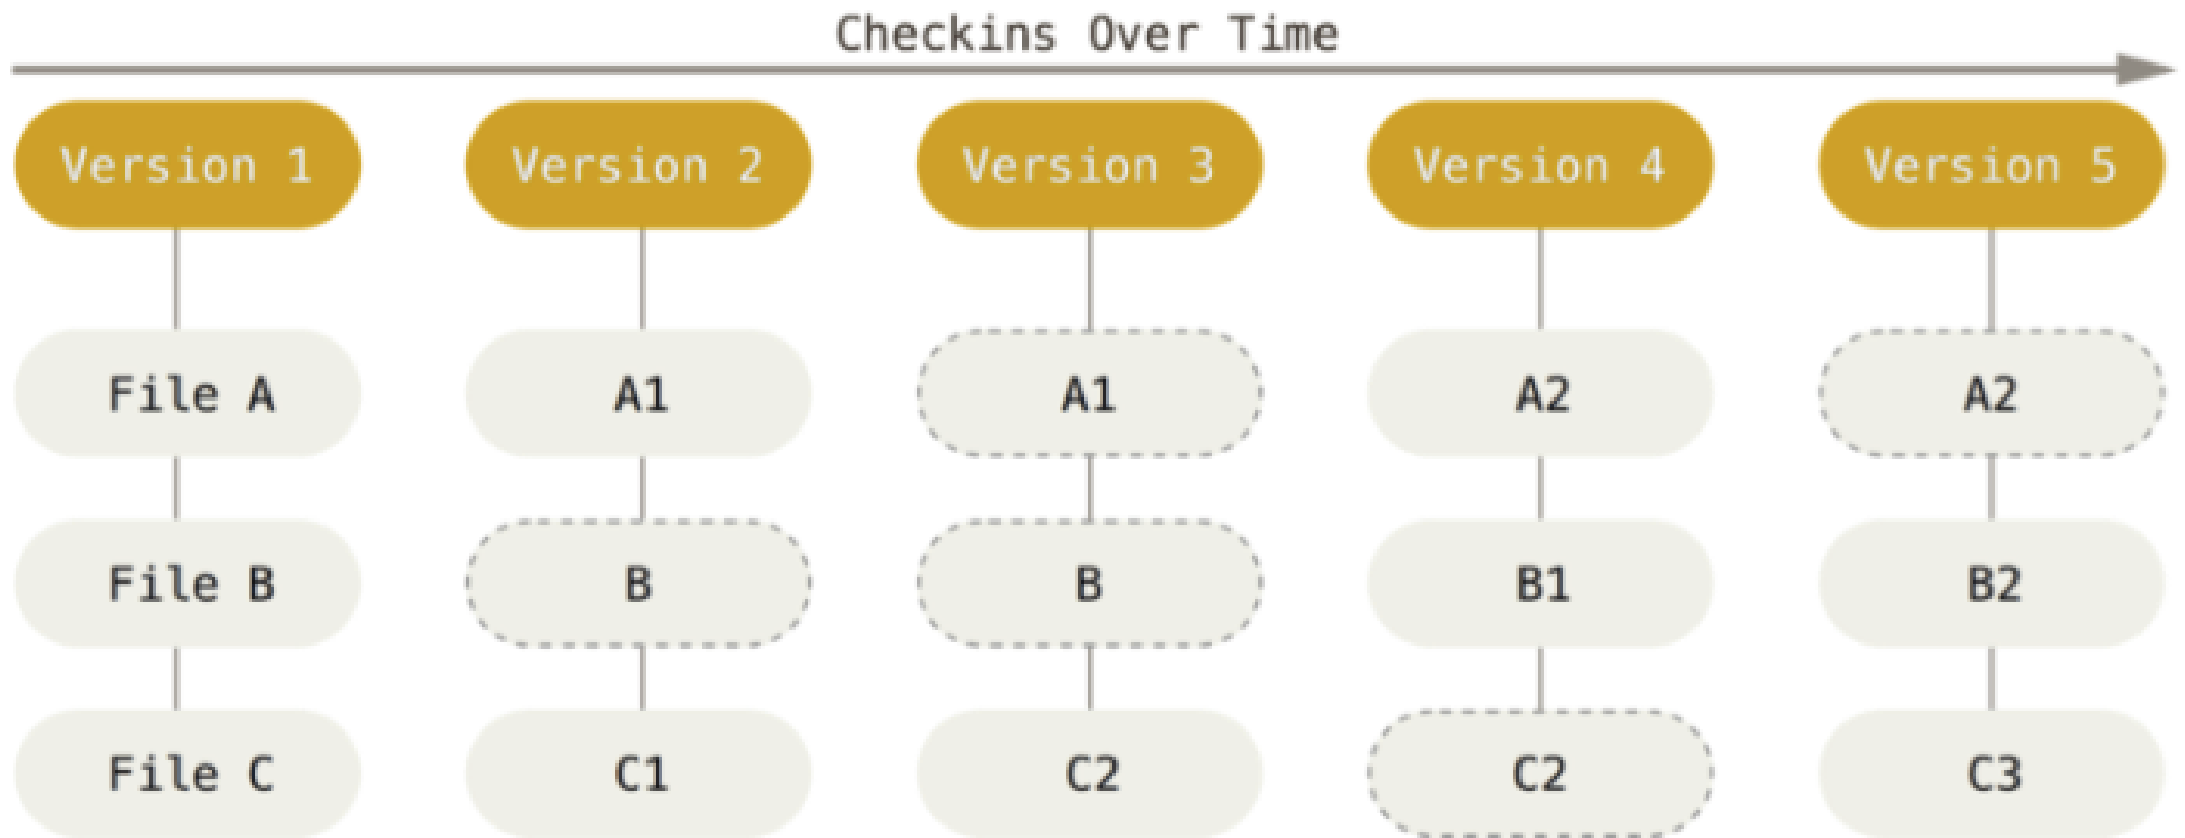 Checkins Over Time
Version 1 Version 2 Version 3 Version 4 Version 5
File A A1 A1 A2 A2
File B B B B1 B2
File C C1 C2 C2 C3